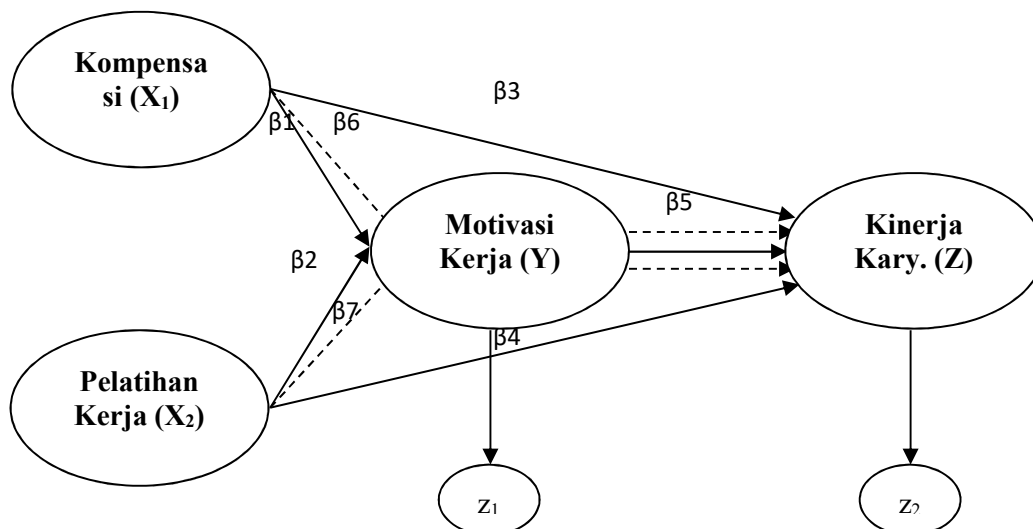 Kompensa
si (X₁)
β3
β1
β6
β5
Motivasi
Kerja (Y)
Kinerja
Kary. (Z)
β2
β7
β4
Pelatihan
Kerja (X₂)
z₁
z₂